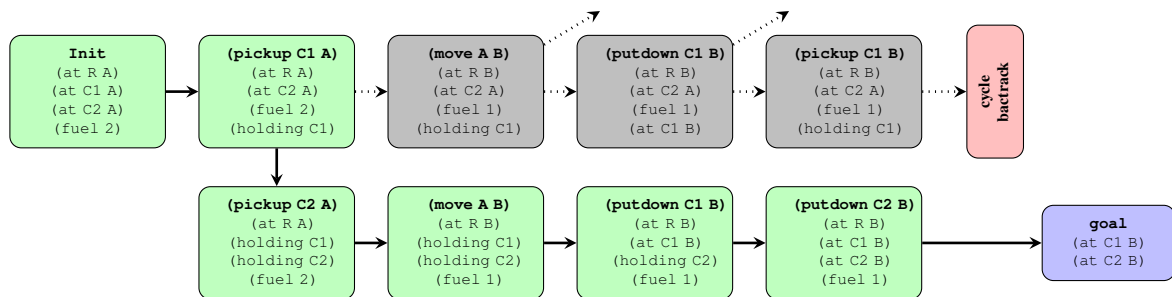 Init
(at R A)
(at C1 A)
(at C2 A)
(fuel 2)
(pickup C1 A)
(at R A)
(at C2 A)
(fuel 2)
(holding C1)
(move A B)
(at R B)
(at C2 A)
(fuel 1)
(holding C1)
(putdown C1 B)
(at R B)
(at C2 A)
(fuel 1)
(at C1 B)
(pickup C1 B)
(at R B)
(at C2 A)
(fuel 1)
(holding C1)
cycle
bactrack
(pickup C2 A)
(at R A)
(holding C1)
(holding C2)
(fuel 2)
(move A B)
(at R B)
(holding C1)
(holding C2)
(fuel 1)
(putdown C1 B)
(at R B)
(at C1 B)
(holding C2)
(fuel 1)
(putdown C2 B)
(at R B)
(at C1 B)
(at C2 B)
(fuel 1)
goal
(at C1 B)
(at C2 B)